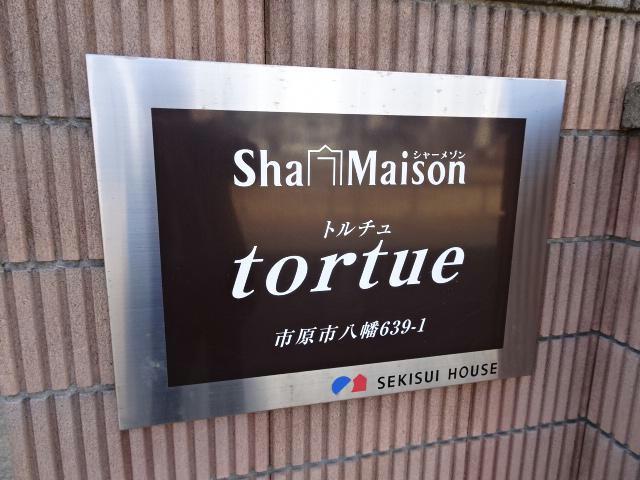 シャーメゾン
Sha Maison
トルチュ
tortue
市原市八幡639-1
SEKISUI HOUSE